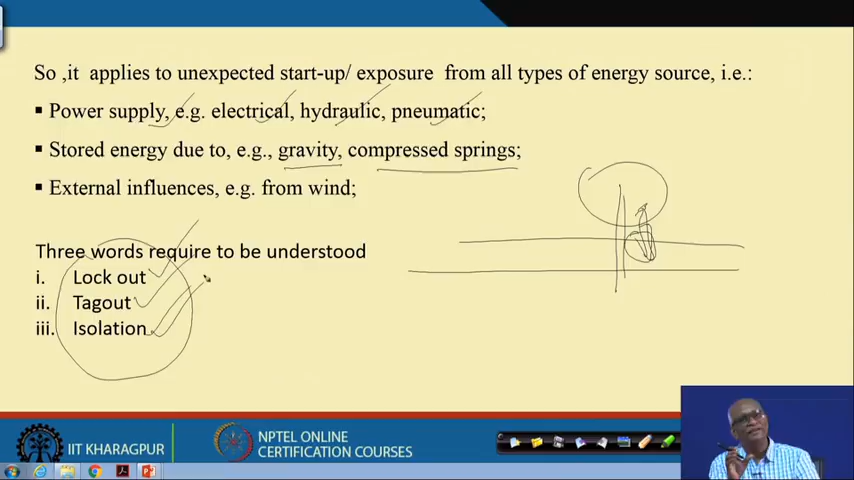 So ,it applies to unexpected start-up/ exposure from all types of energy source, i.e.:
▪ Power supply, e.g. electrical, hydraulic, pneumatic;
▪ Stored energy due to, e.g., gravity, compressed springs;
▪ External influences, e.g. from wind;
Three words require to be understood
i. Lock out
ii. Tagout
iii. Isolation
IIT KHARAGPUR
NPTEL ONLINE
CERTIFICATION COURSES